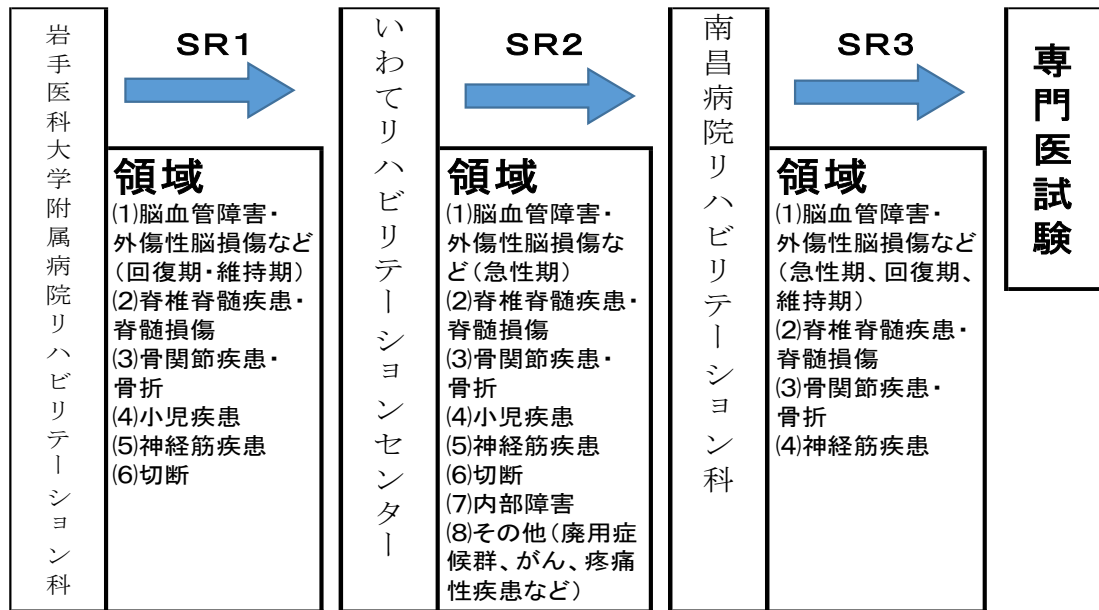 岩手医科大学附属病院リハビリテーション科
SR1
領域
⑴脳血管障害・
外傷性脳損傷など
（回復期・維持期）
⑵脊椎脊髄疾患・
脊髄損傷
⑶骨関節疾患・
骨折
⑷小児疾患
⑸神経筋疾患
⑹切断
いわてリハビリテーションセンター
SR2
領域
⑴脳血管障害・
外傷性脳損傷な
ど（急性期）
⑵脊椎脊髄疾患・
脊髄損傷
⑶骨関節疾患・
骨折
⑷小児疾患
⑸神経筋疾患
⑹切断
⑺内部障害
⑻その他（廃用症
候群、がん、疼痛
性疾患など）
南昌病院リハビリテーション科
SR3
領域
⑴脳血管障害・
外傷性脳損傷など
（急性期、回復期、
維持期）
⑵脊椎脊髄疾患・
脊髄損傷
⑶骨関節疾患・
骨折
⑷神経筋疾患
専門医試験